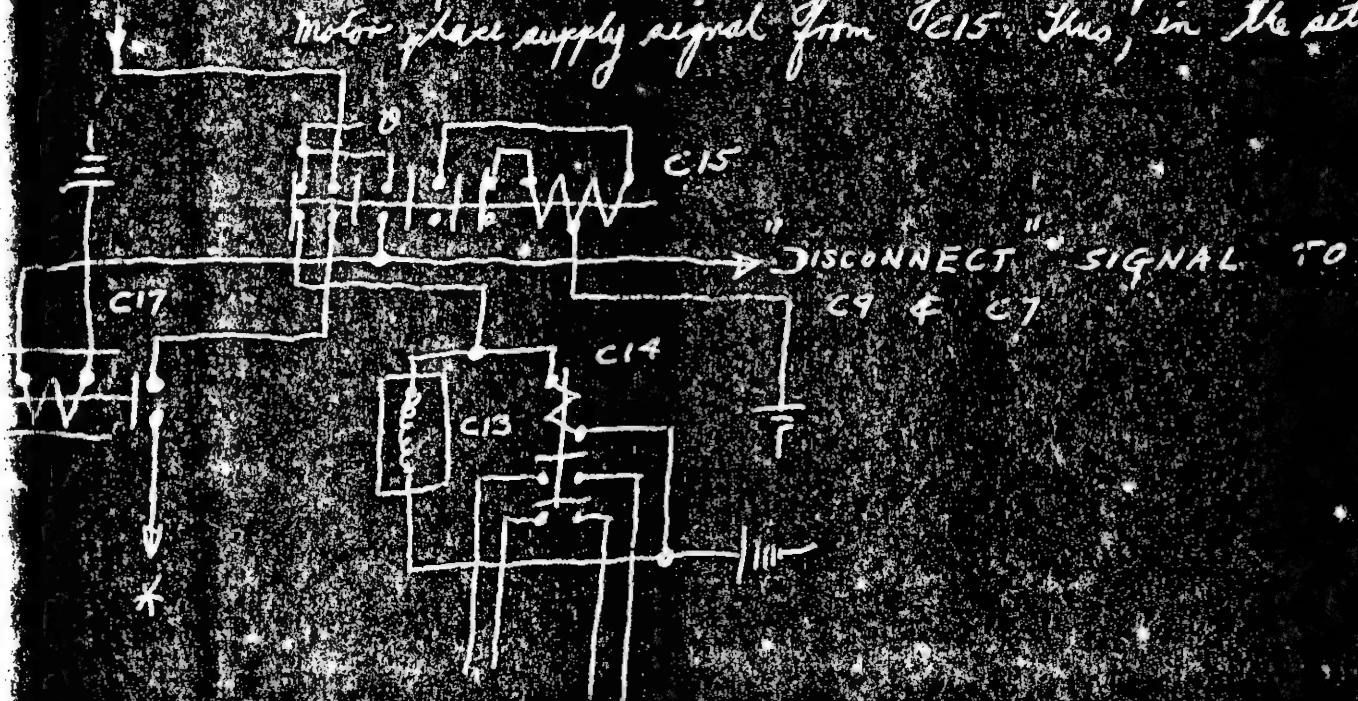 Motor phase supply signal from C15. Thus, in the set
C15
"DISCONNECT" SIGNAL TO
C9 & C7
C17
C14
C13